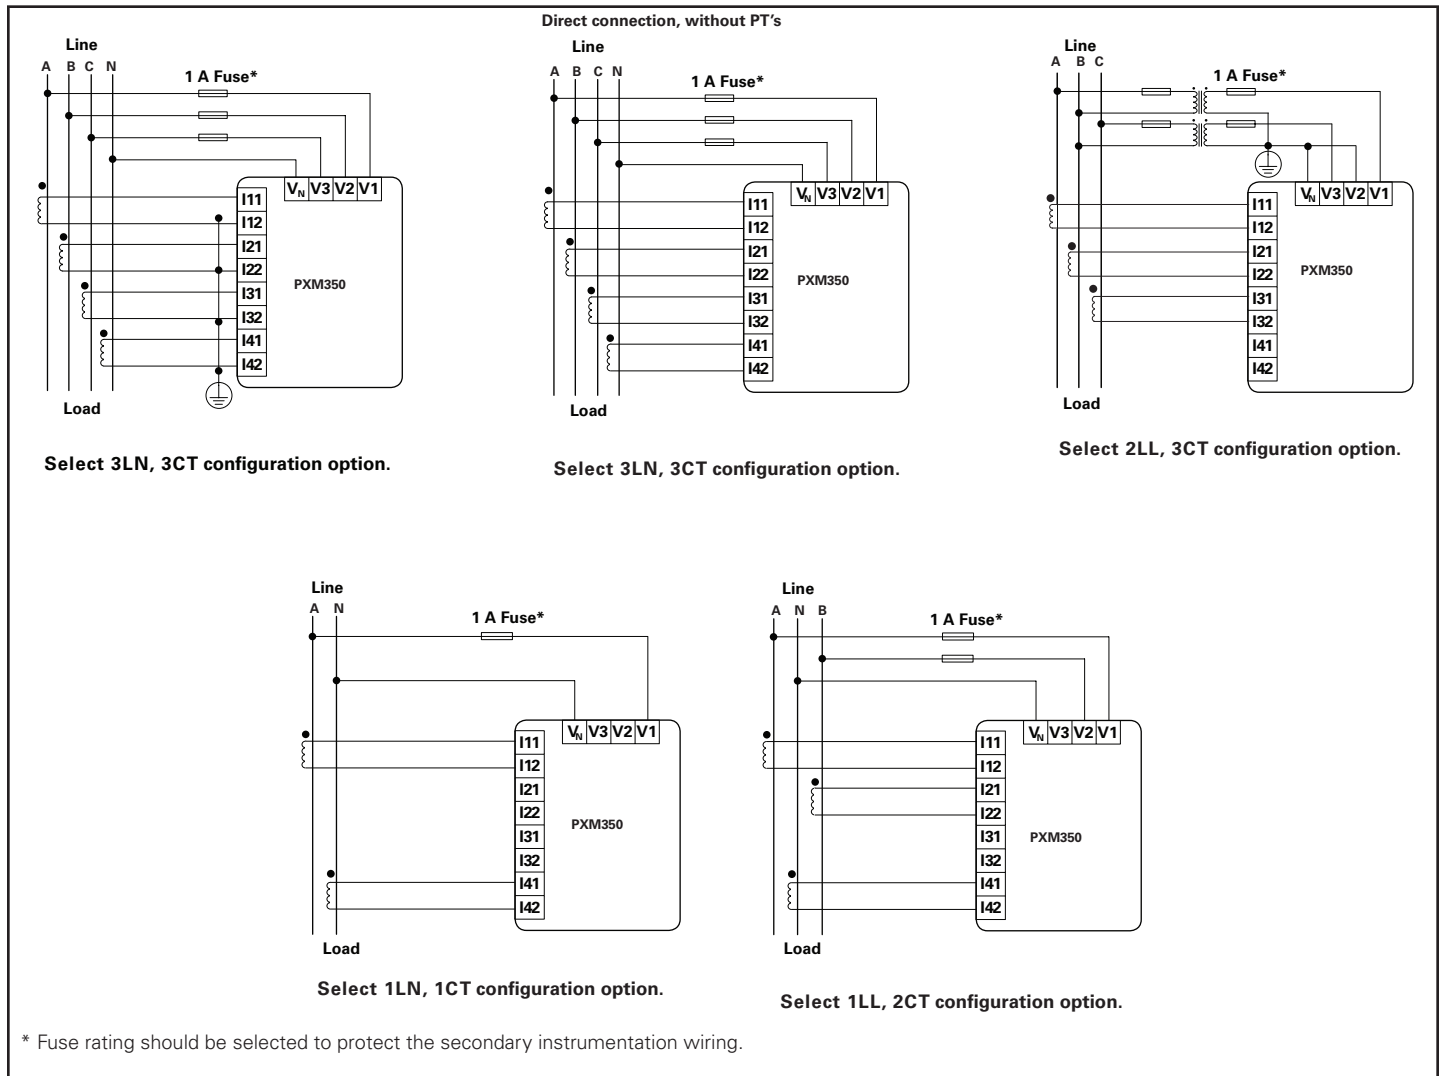 Direct connection, without PT's
Line
A B C N
1 A Fuse*
VN V3 V2 V1
I11
I12
I21
I22
I31
I32
I41
I42
PXM350
Load
Select 3LN, 3CT configuration option.
Line
A B C N
1 A Fuse*
VN V3 V2 V1
I11
I12
I21
I22
I31
I32
I41
I42
PXM350
Load
Select 3LN, 3CT configuration option.
Line
A B C
1 A Fuse*
VN V3 V2 V1
I11
I12
I21
I22
I31
I32
I41
I42
PXM350
Load
Select 2LL, 3CT configuration option.
Line
A N
1 A Fuse*
VN V3 V2 V1
I11
I12
I21
I22
I31
I32
I41
I42
PXM350
Load
Select 1LN, 1CT configuration option.
Line
A N B
1 A Fuse*
VN V3 V2 V1
I11
I12
I21
I22
I31
I32
I41
I42
PXM350
Load
Select 1LL, 2CT configuration option.
* Fuse rating should be selected to protect the secondary instrumentation wiring.